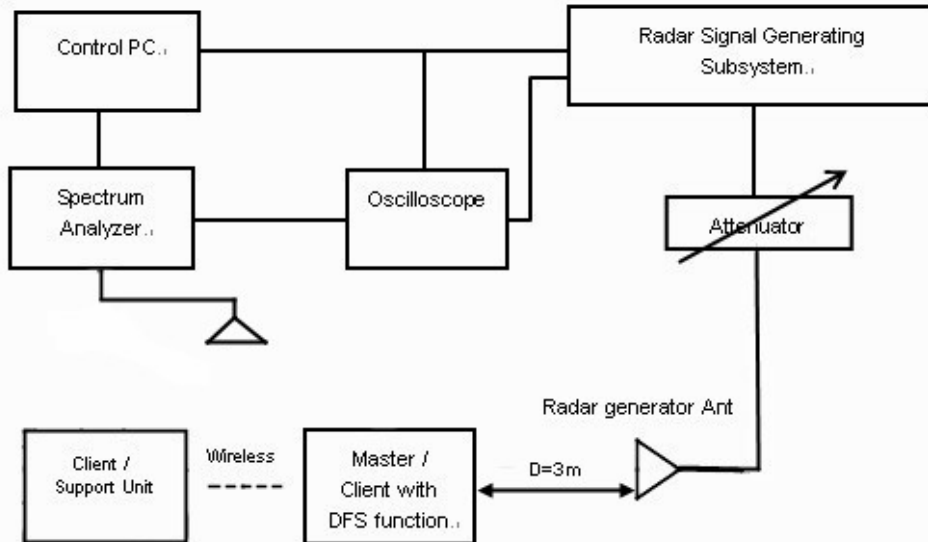 Control PC.
Radar Signal Generating
Subsystem.
Spectrum
Analyzer.
Oscilloscope
Attenuator
Radar generator Ant
Client /
Support Unit
Wireless
Master /
Client with
DFS function.
D=3m